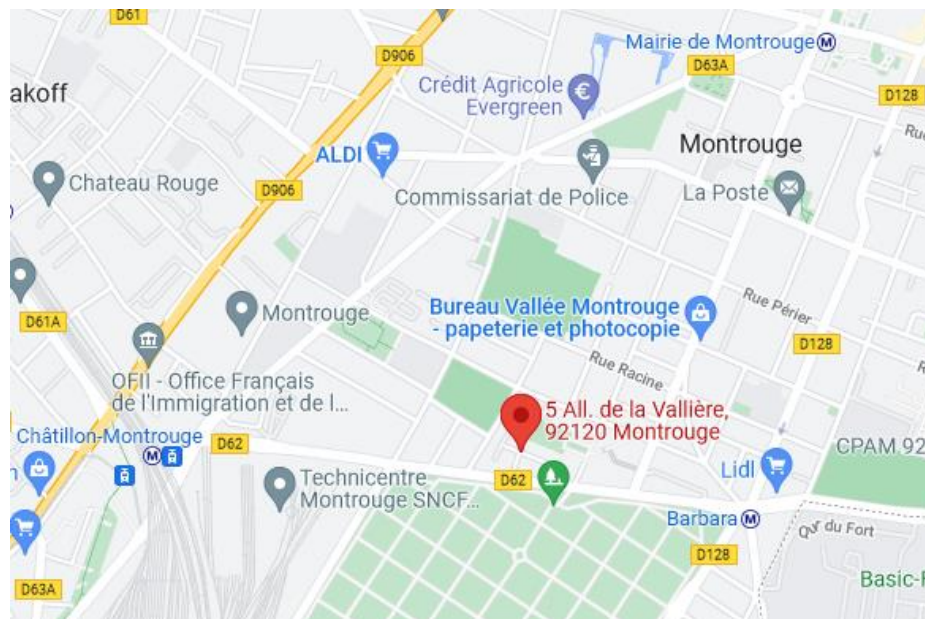 D61
Mairie de Montrouge
D906
D63A
akoff
Crédit Agricole
Evergreen
D128
Ru
Montrouge
ALDI
Chateau Rouge
D906
Commissariat de Police
La Poste
Bureau Vallée Montrouge
- papeterie et photocopie
Rue Périer
Montrouge
D61A
D128
Rue Racine
OFII - Office Français
de l'Immigration et de l...
5 All. de la Vallière,
92120 Montrouge
Châtillon-Montrouge
M
D62
CPAM 92
n
Technicentre
Montrouge SNCF...
D62
Lidl
Barbara
M
D128
Basic-F
D63A